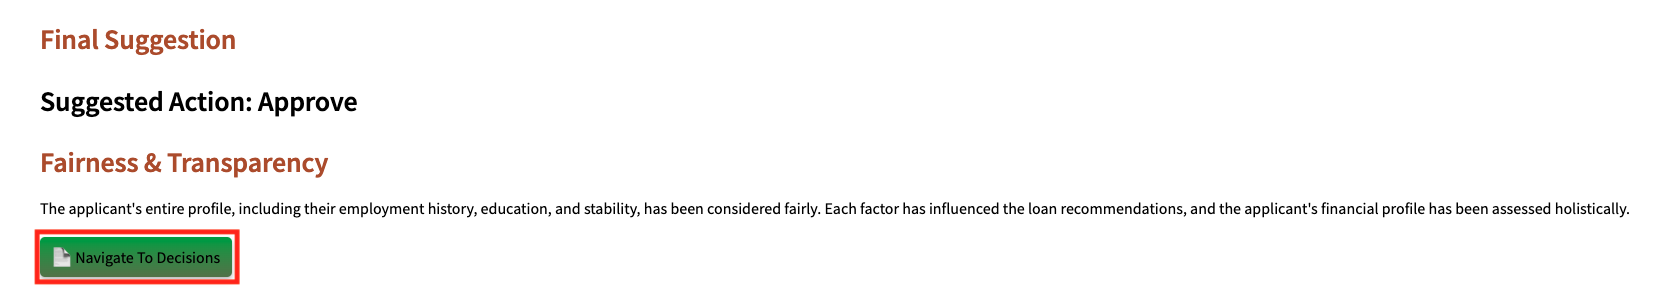 Final Suggestion
Suggested Action: Approve
Fairness & Transparency
The applicant's entire profile, including their employment history, education, and stability, has been considered fairly. Each factor has influenced the loan recommendations, and the applicant's financial profile has been assessed holistically.
Navigate To Decisions